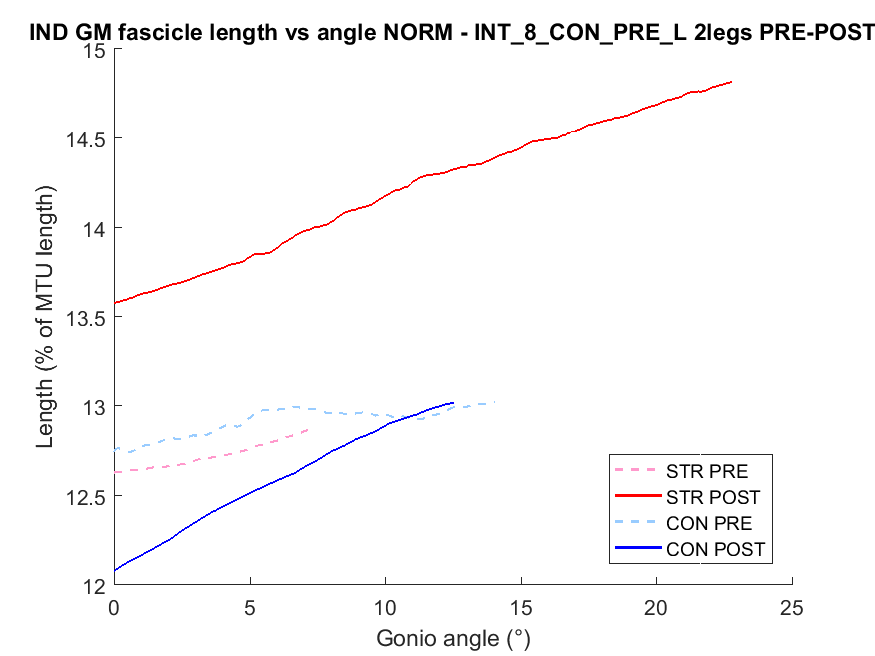 IND GM fascicle length vs angle NORM - INT_8_CON_PRE_L 2legs PRE-POST
15
14.5
14
13.5
13
12.5
12
Length (% of MTU length)
STR PRE
STR POST
CON PRE
CON POST
0
5
10
15
20
25
Gonio angle (°)